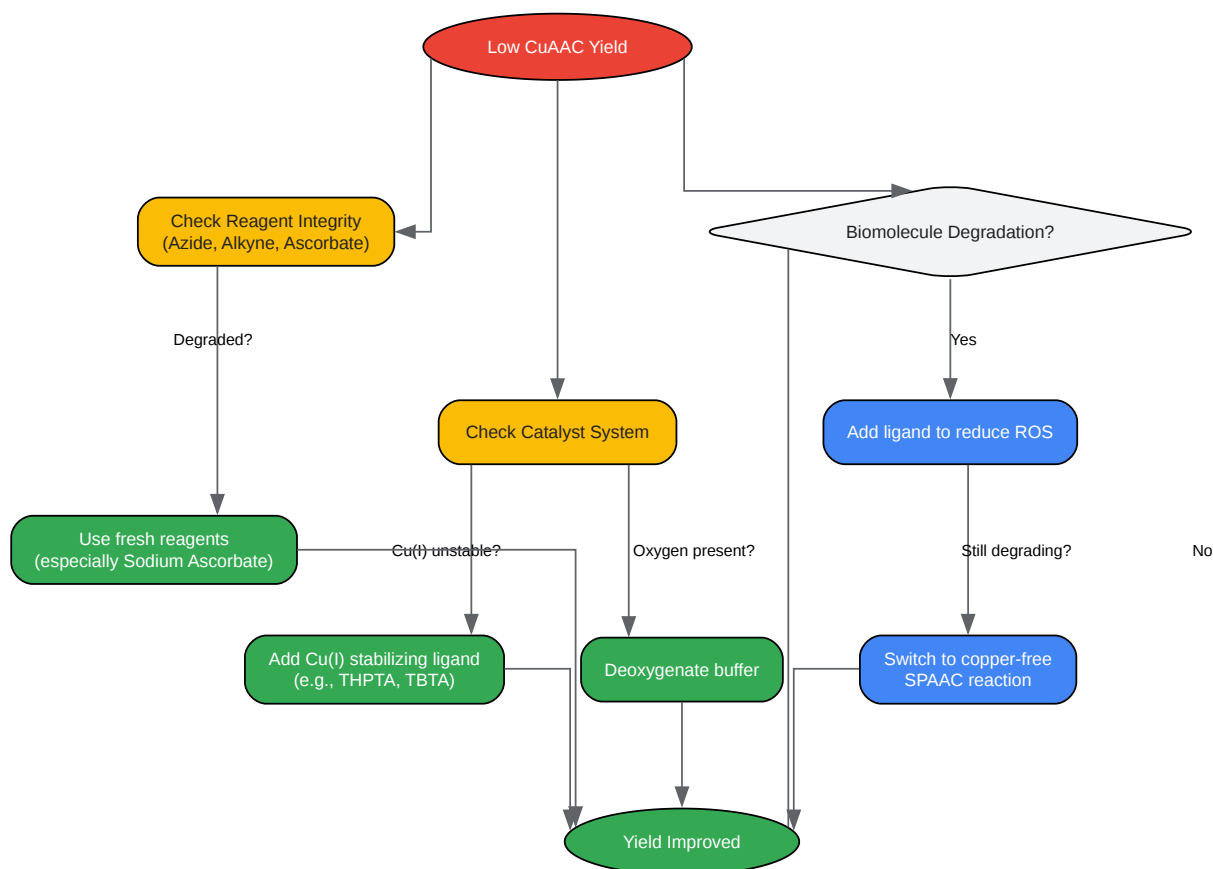 Low CuAAC Yield
Check Reagent Integrity
(Azide, Alkyne, Ascorbate)
Biomolecule Degradation?
Degraded?
Yes
Check Catalyst System
Add ligand to reduce ROS
Use fresh reagents
(especially Sodium Ascorbate)
Cu(I) unstable?
Oxygen present?
Still degrading?
No
Add Cu(I) stabilizing ligand
(e.g., THPTA, TBTA)
Deoxygenate buffer
Switch to copper-free
SPAAC reaction
Yield Improved